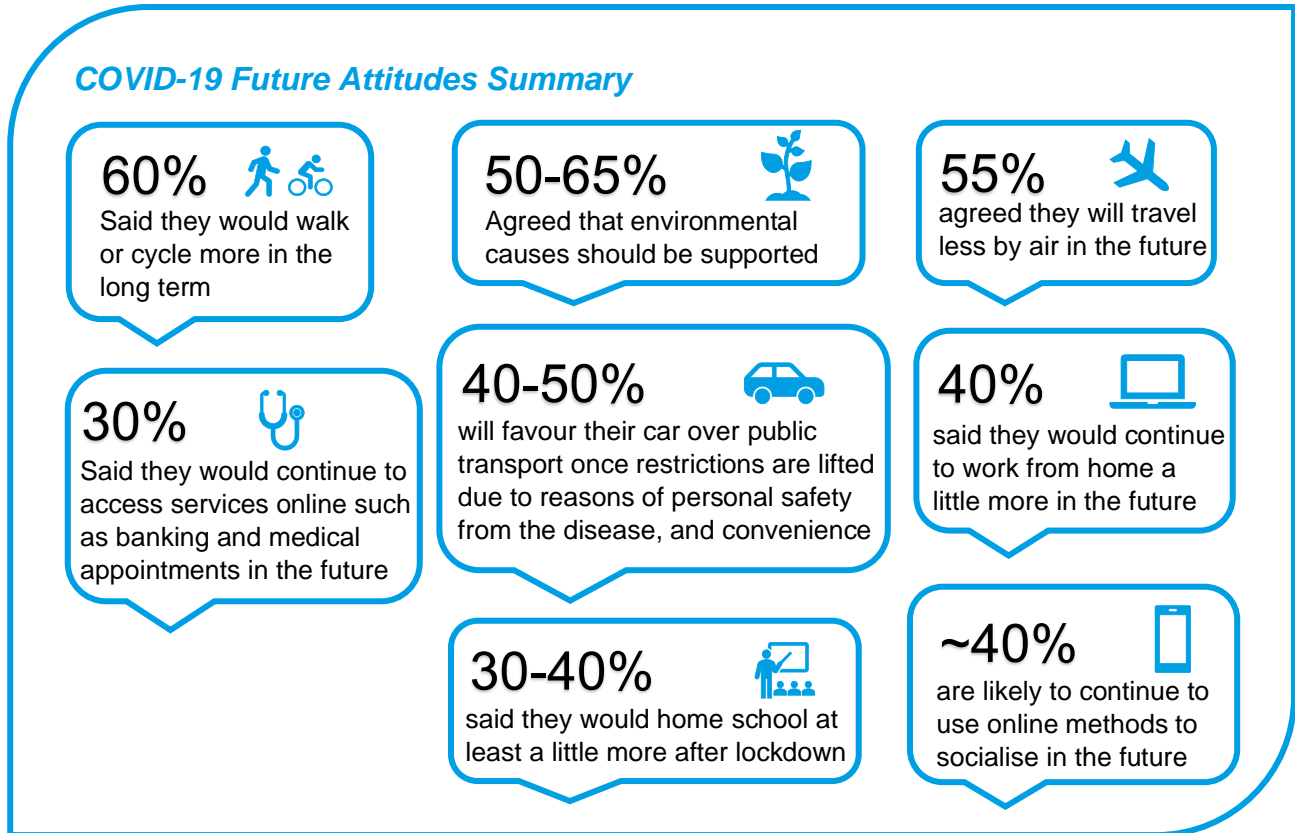 COVID-19 Future Attitudes Summary
60%
Said they would walk
or cycle more in the
long term
50-65%
Agreed that environmental
causes should be supported
55%
agreed they will travel
less by air in the future
30%
Said they would continue to
access services online such
as banking and medical
appointments in the future
40-50%
will favour their car over public
transport once restrictions are lifted
due to reasons of personal safety
from the disease, and convenience
40%
said they would continue
to work from home a
little more in the future
30-40%
said they would home school at
least a little more after lockdown
~40%
are likely to continue to
use online methods to
socialise in the future